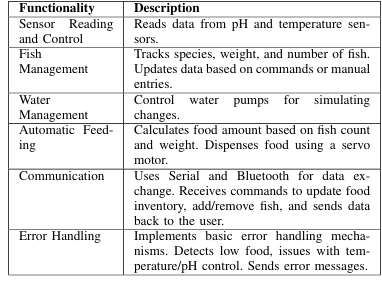 Functionality Description
Sensor Reading and Control Reads data from pH and temperature sen-
sors.
Fish Management Tracks species, weight, and number of fish.
Updates data based on commands or manual
entries.
Water Management Control water pumps for simulating
changes.
Automatic Feed-
ing Calculates food amount based on fish count
and weight. Dispenses food using a servo
motor.
Communication Uses Serial and Bluetooth for data ex-
change. Receives commands to update food
inventory, add/remove fish, and sends data
back to the user.
Error Handling Implements basic error handling mecha-
nisms. Detects low food, issues with tem-
perature/pH control. Sends error messages.